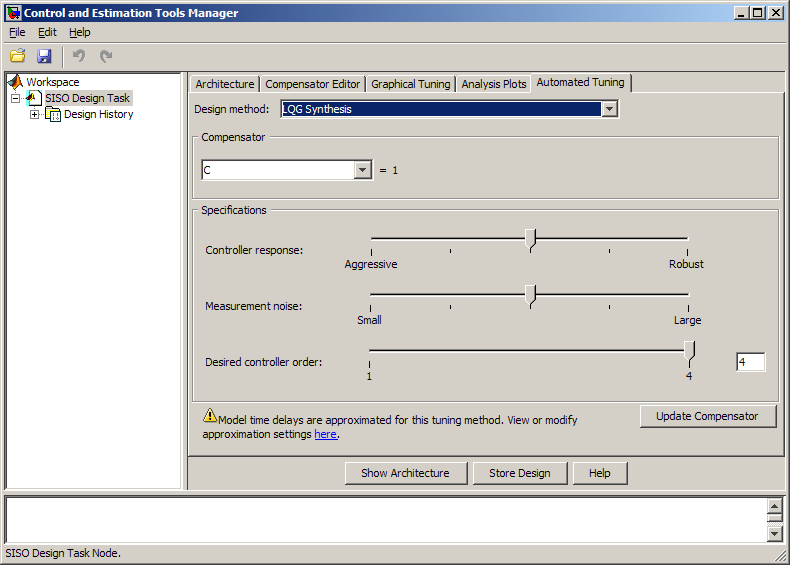 Control and Estimation Tools Manager
File Edit Help
Workspace
SISO Design Task
Design History
Architecture Compensator Editor Graphical Tuning Analysis Plots Automated Tuning
Design method: LQG Synthesis
Compensator
C = 1
Specifications
Controller response:
Aggressive Robust
Measurement noise:
Small Large
Desired controller order: 4
1 4
Model time delays are approximated for this tuning method. View or modify
approximation settings here.
Update Compensator
Show Architecture Store Design Help
SISO Design Task Node.